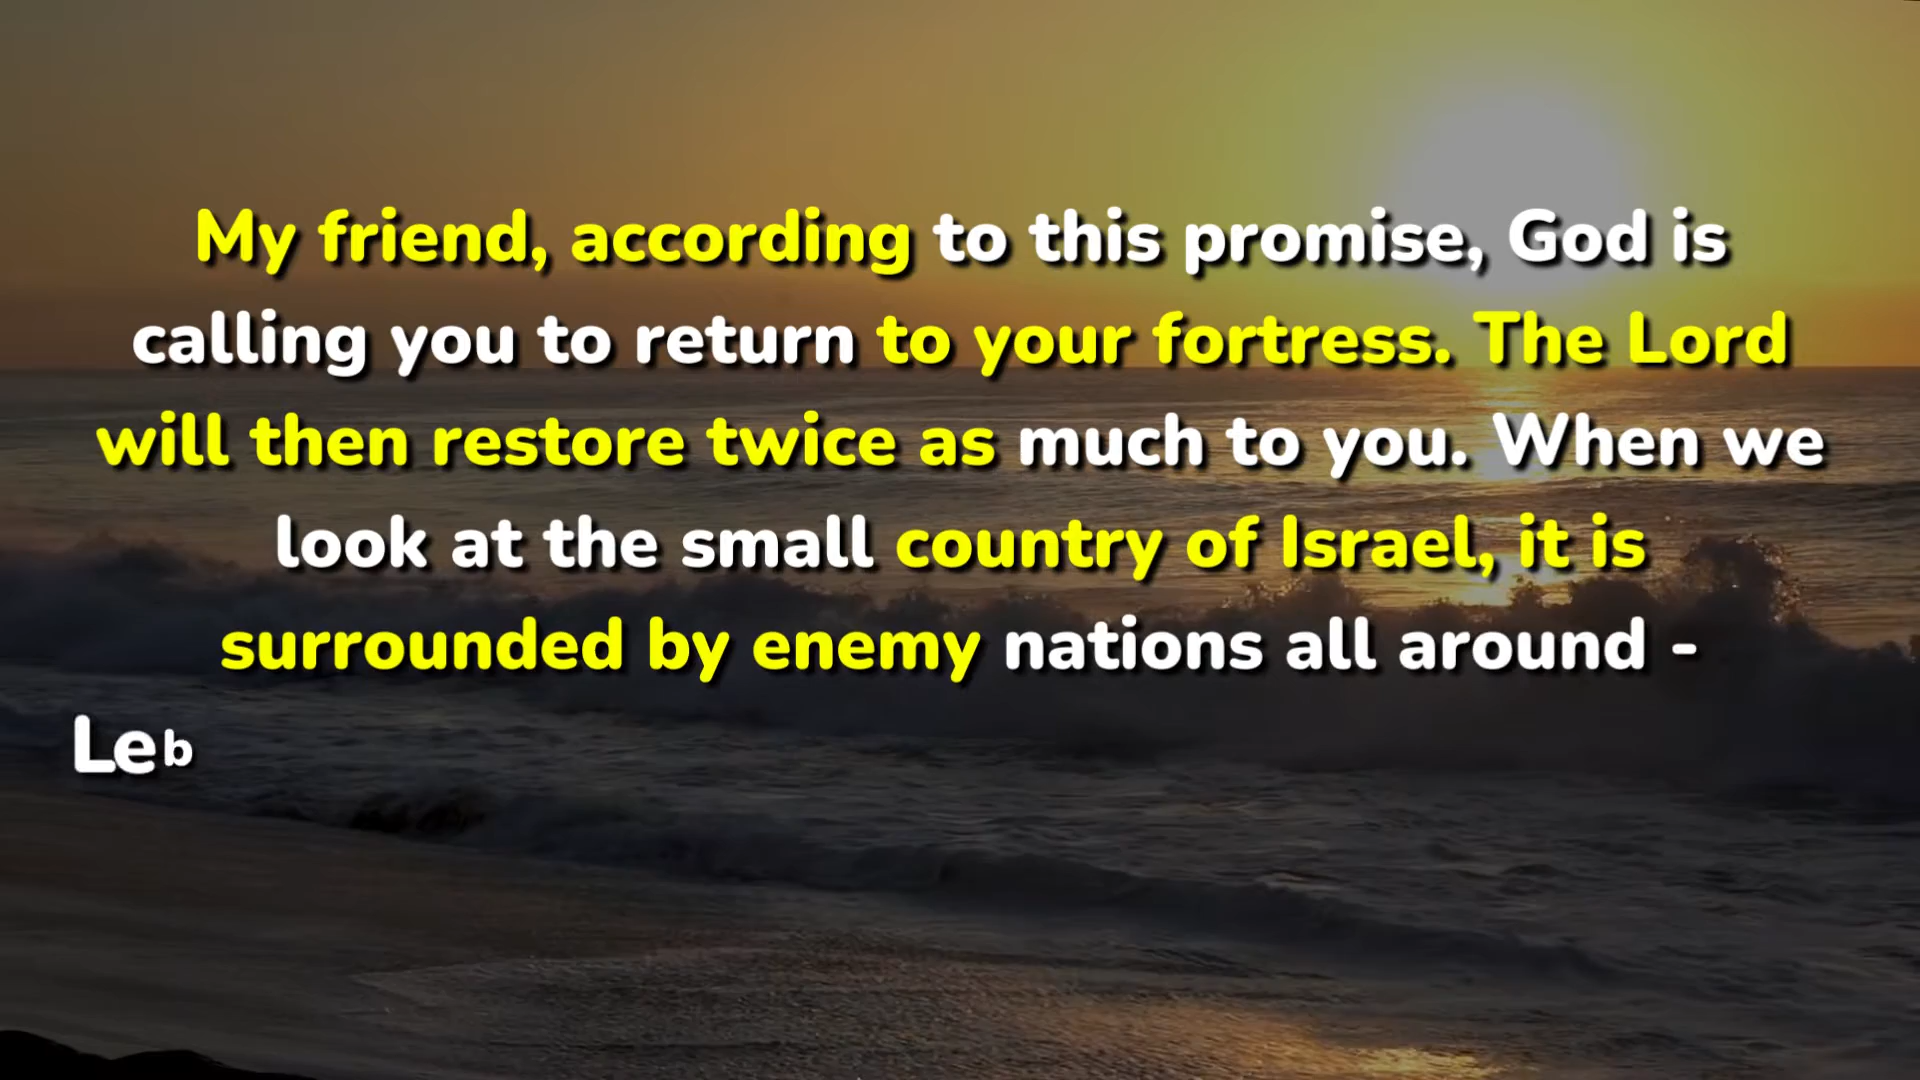 My friend, according to this promise, God is
calling you to return to your fortress. The Lord
will then restore twice as much to you. When we
look at the small country of Israel, it is
surrounded by enemy nations all around -
Leb